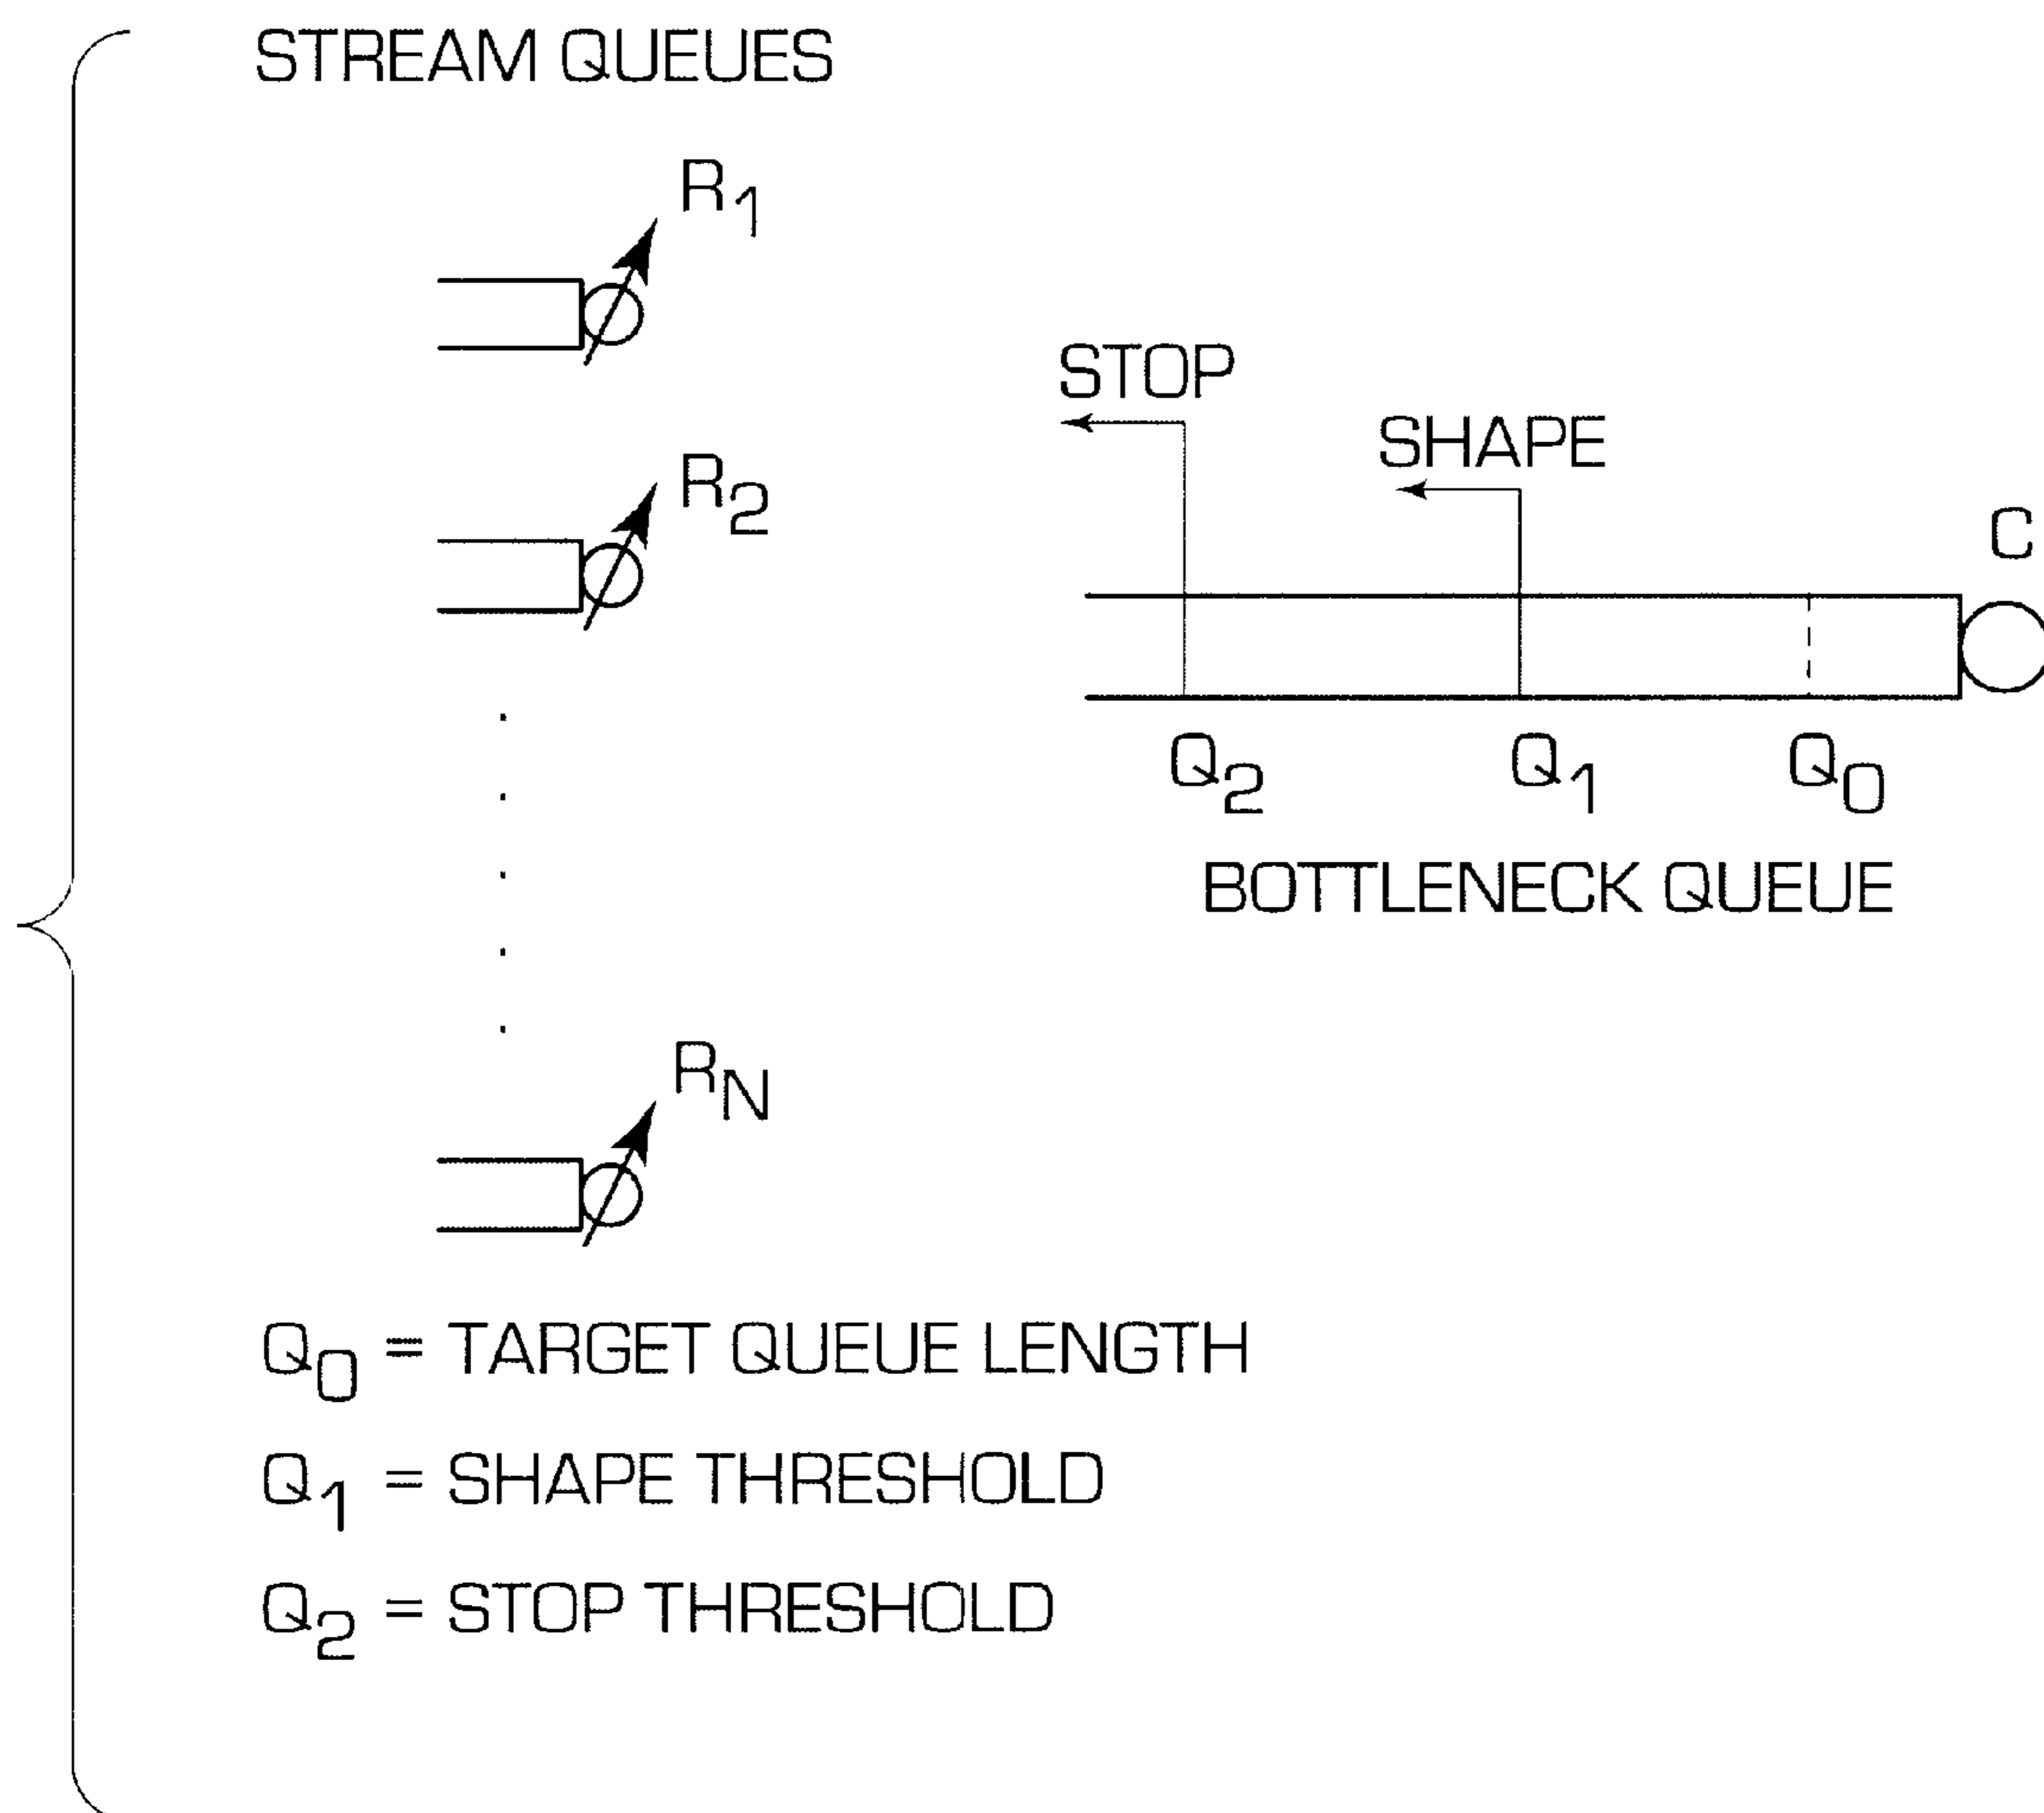 STREAM QUEUES
R1
R2
STOP
SHAPE
C
Q2 Q1 Q0
BOTTLENECK QUEUE
RN
Q0 = TARGET QUEUE LENGTH
Q1 = SHAPE THRESHOLD
Q2 = STOP THRESHOLD